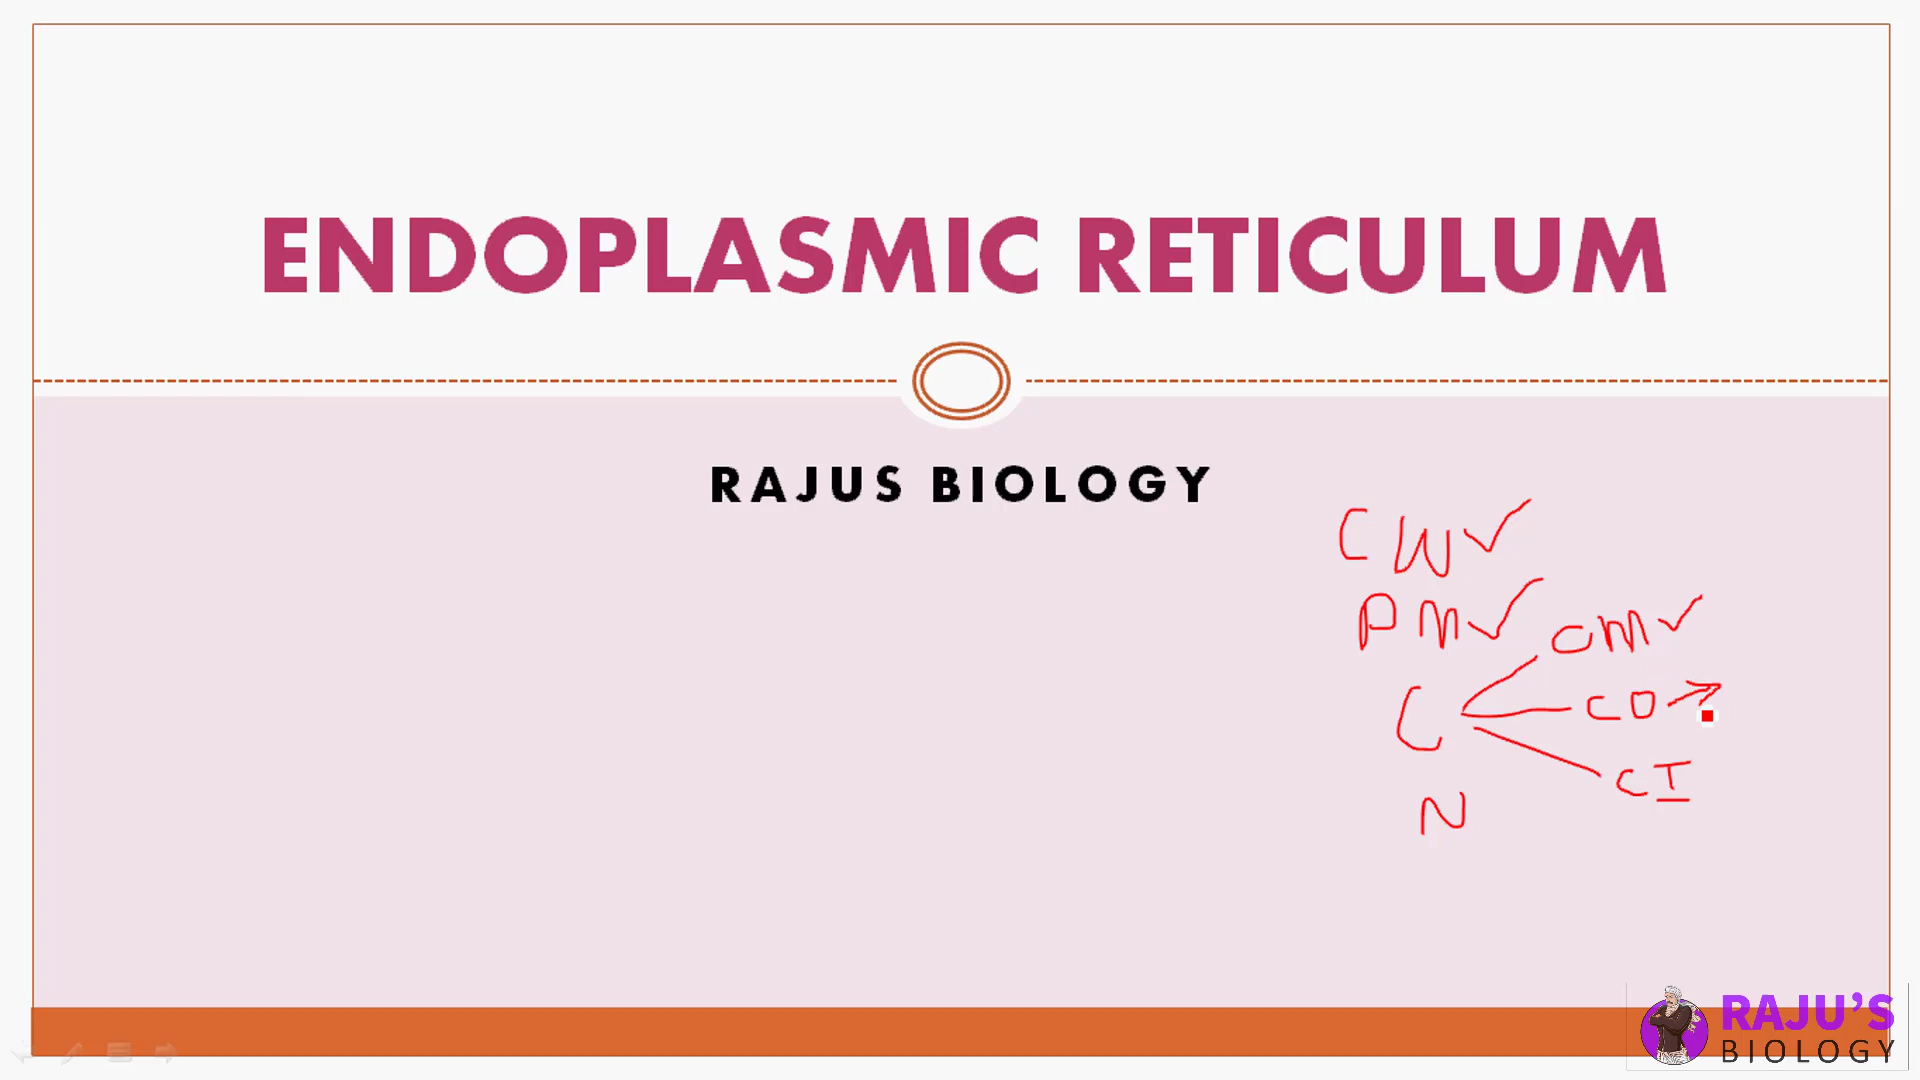 ENDOPLASMIC RETICULUM
RAJUS BIOLOGY
CW
PM
CM
C
CO
CI
N
RAJU'S
BIOLOGY